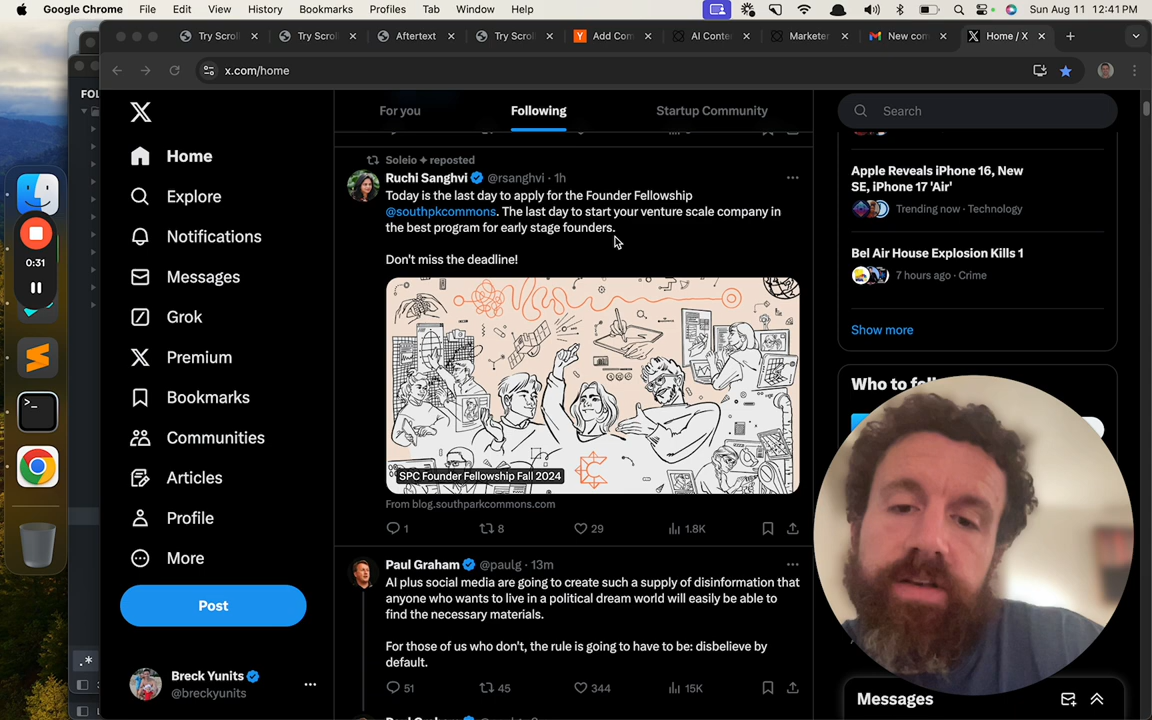 Google Chrome File Edit View History Bookmarks Profiles Tab Window Help Sun Aug 11 12:41 PM
Try Scrol Try Scrol Aftertext Try Scrol Add Com AI Conte Marketer New com Home / X
x.com/home
FOL
0:31
Home
Explore
Notifications
Messages
Grok
Premium
Bookmarks
Communities
Articles
Profile
More
Post
Breck Yunits
@breckyunits
For you Following Startup Community
Soleio ✦ reposted
Ruchi Sanghvi @rsanghvi · 1h
Today is the last day to apply for the Founder Fellowship
@southpkcommons. The last day to start your venture scale company in
the best program for early stage founders.
Don't miss the deadline!
SPC Founder Fellowship Fall 2024
From blog.southparkcommons.com
1 8 29 1.8K
Paul Graham @paulg · 13m
AI plus social media are going to create such a supply of disinformation that
anyone who wants to live in a political dream world will easily be able to
find the necessary materials.
For those of us who don't, the rule is going to have to be: disbelieve by
default.
51 45 344 15K
Search
Apple Reveals iPhone 16, New
SE, iPhone 17 'Air'
Trending now · Technology
Bel Air House Explosion Kills 1
7 hours ago · Crime
Show more
Who to fol
Messages